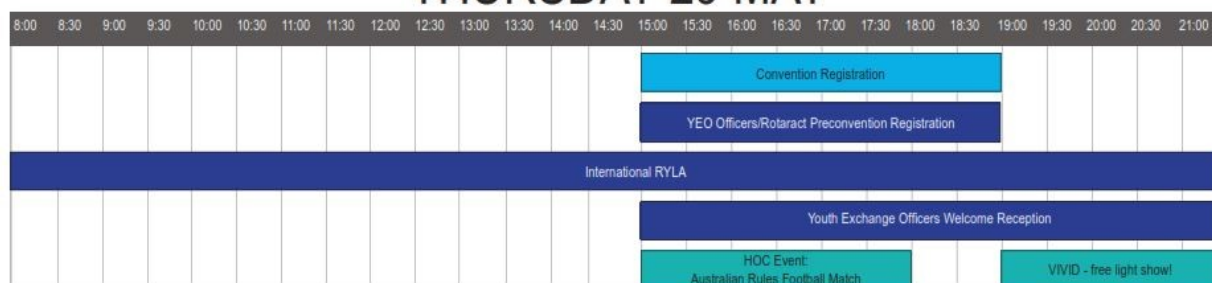 THURSDAY 29 MAY
8:00 8:30 9:00 9:30 10:00 10:30 11:00 11:30 12:00 12:30 13:00 13:30 14:00 14:30 15:00 15:30 16:00 16:30 17:00 17:30 18:00 18:30 19:00 19:30 20:00 20:30 21:00
Convention Registration
YEO Officers/Rotaract Preconvention Registration
International RYLA
Youth Exchange Officers Welcome Reception
HOC Event:
Australian Rules Football Match
VIVID - free light show!